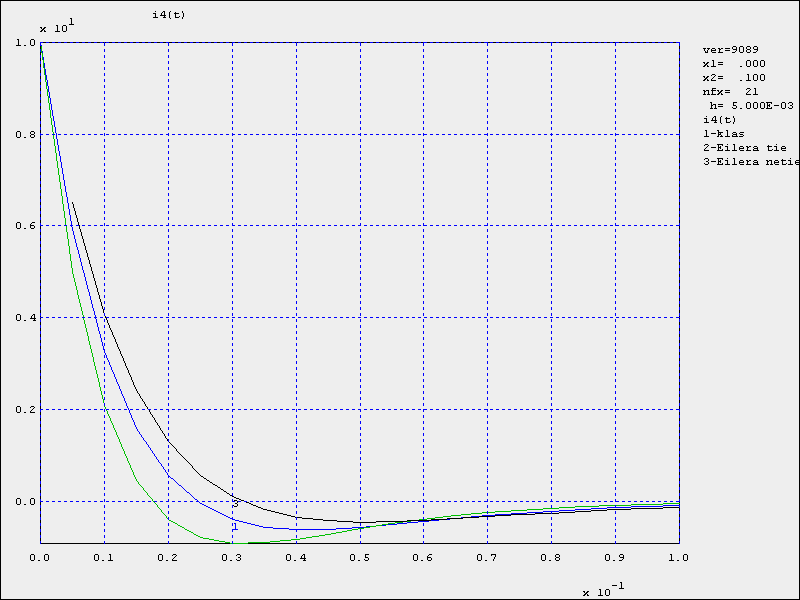 i4(t)
x 10¹
1.0
0.8
0.6
0.4
0.2
0.0
0.0 0.1 0.2 0.3 0.4 0.5 0.6 0.7 0.8 0.9 1.0
x 10⁻¹
3
1
ver=9089
x1= .000
x2= .100
nfx= 21
h= 5.000E-03
i4(t)
1-klas
2-Eilera tie
3-Eilera netie